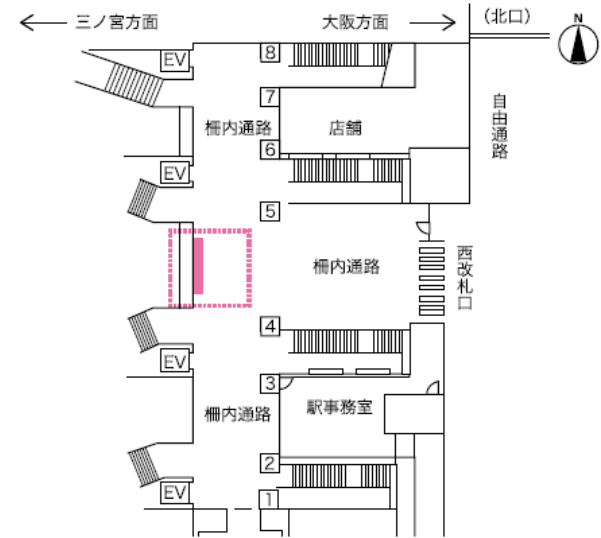 三ノ宮方面
大阪方面
(北口)
N
EV
8
7
柵内通路
店舗
自由通路
6
EV
5
柵内通路
西改札口
4
EV
3
柵内通路
駅事務室
2
EV
1